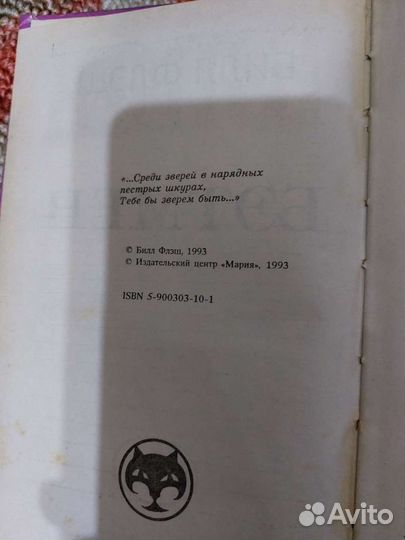 «...Среди зверей в нарядных
пестрых шкурах,
Тебе бы зверем быть...»
© Билл Флэш, 1993
© Издательский центр «Мария», 1993
ISBN 5-900303-10-1
Avito